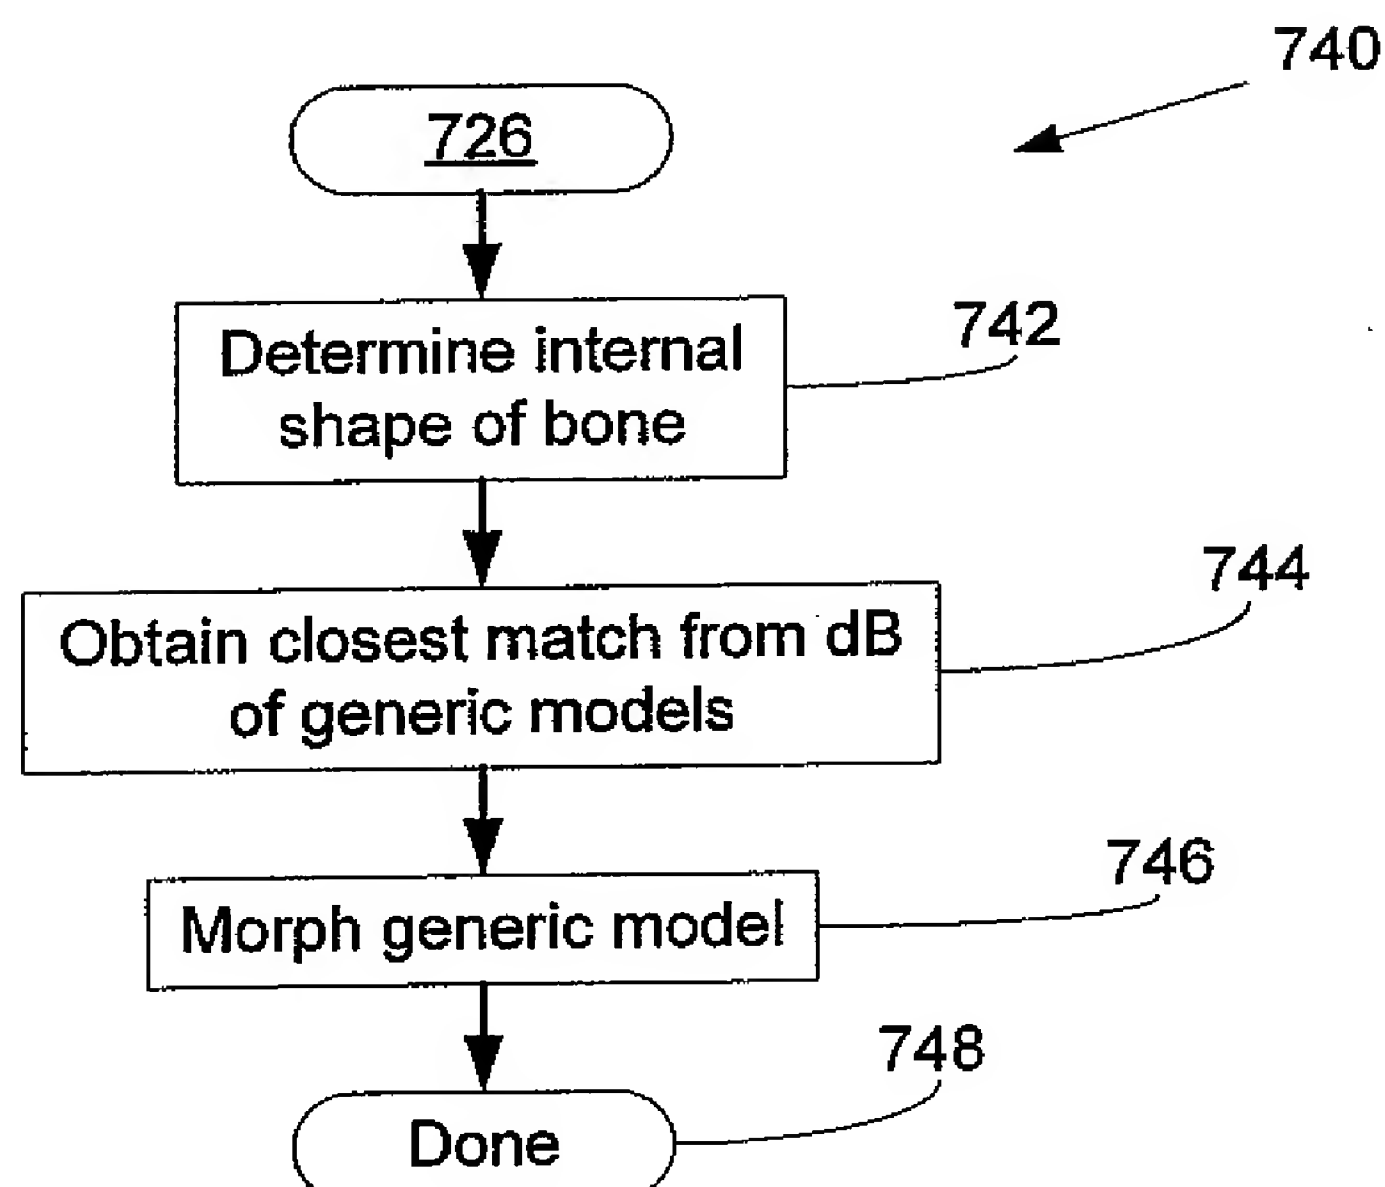 740
726
Determine internal
shape of bone
742
Obtain closest match from dB
of generic models
744
Morph generic model
746
Done
748